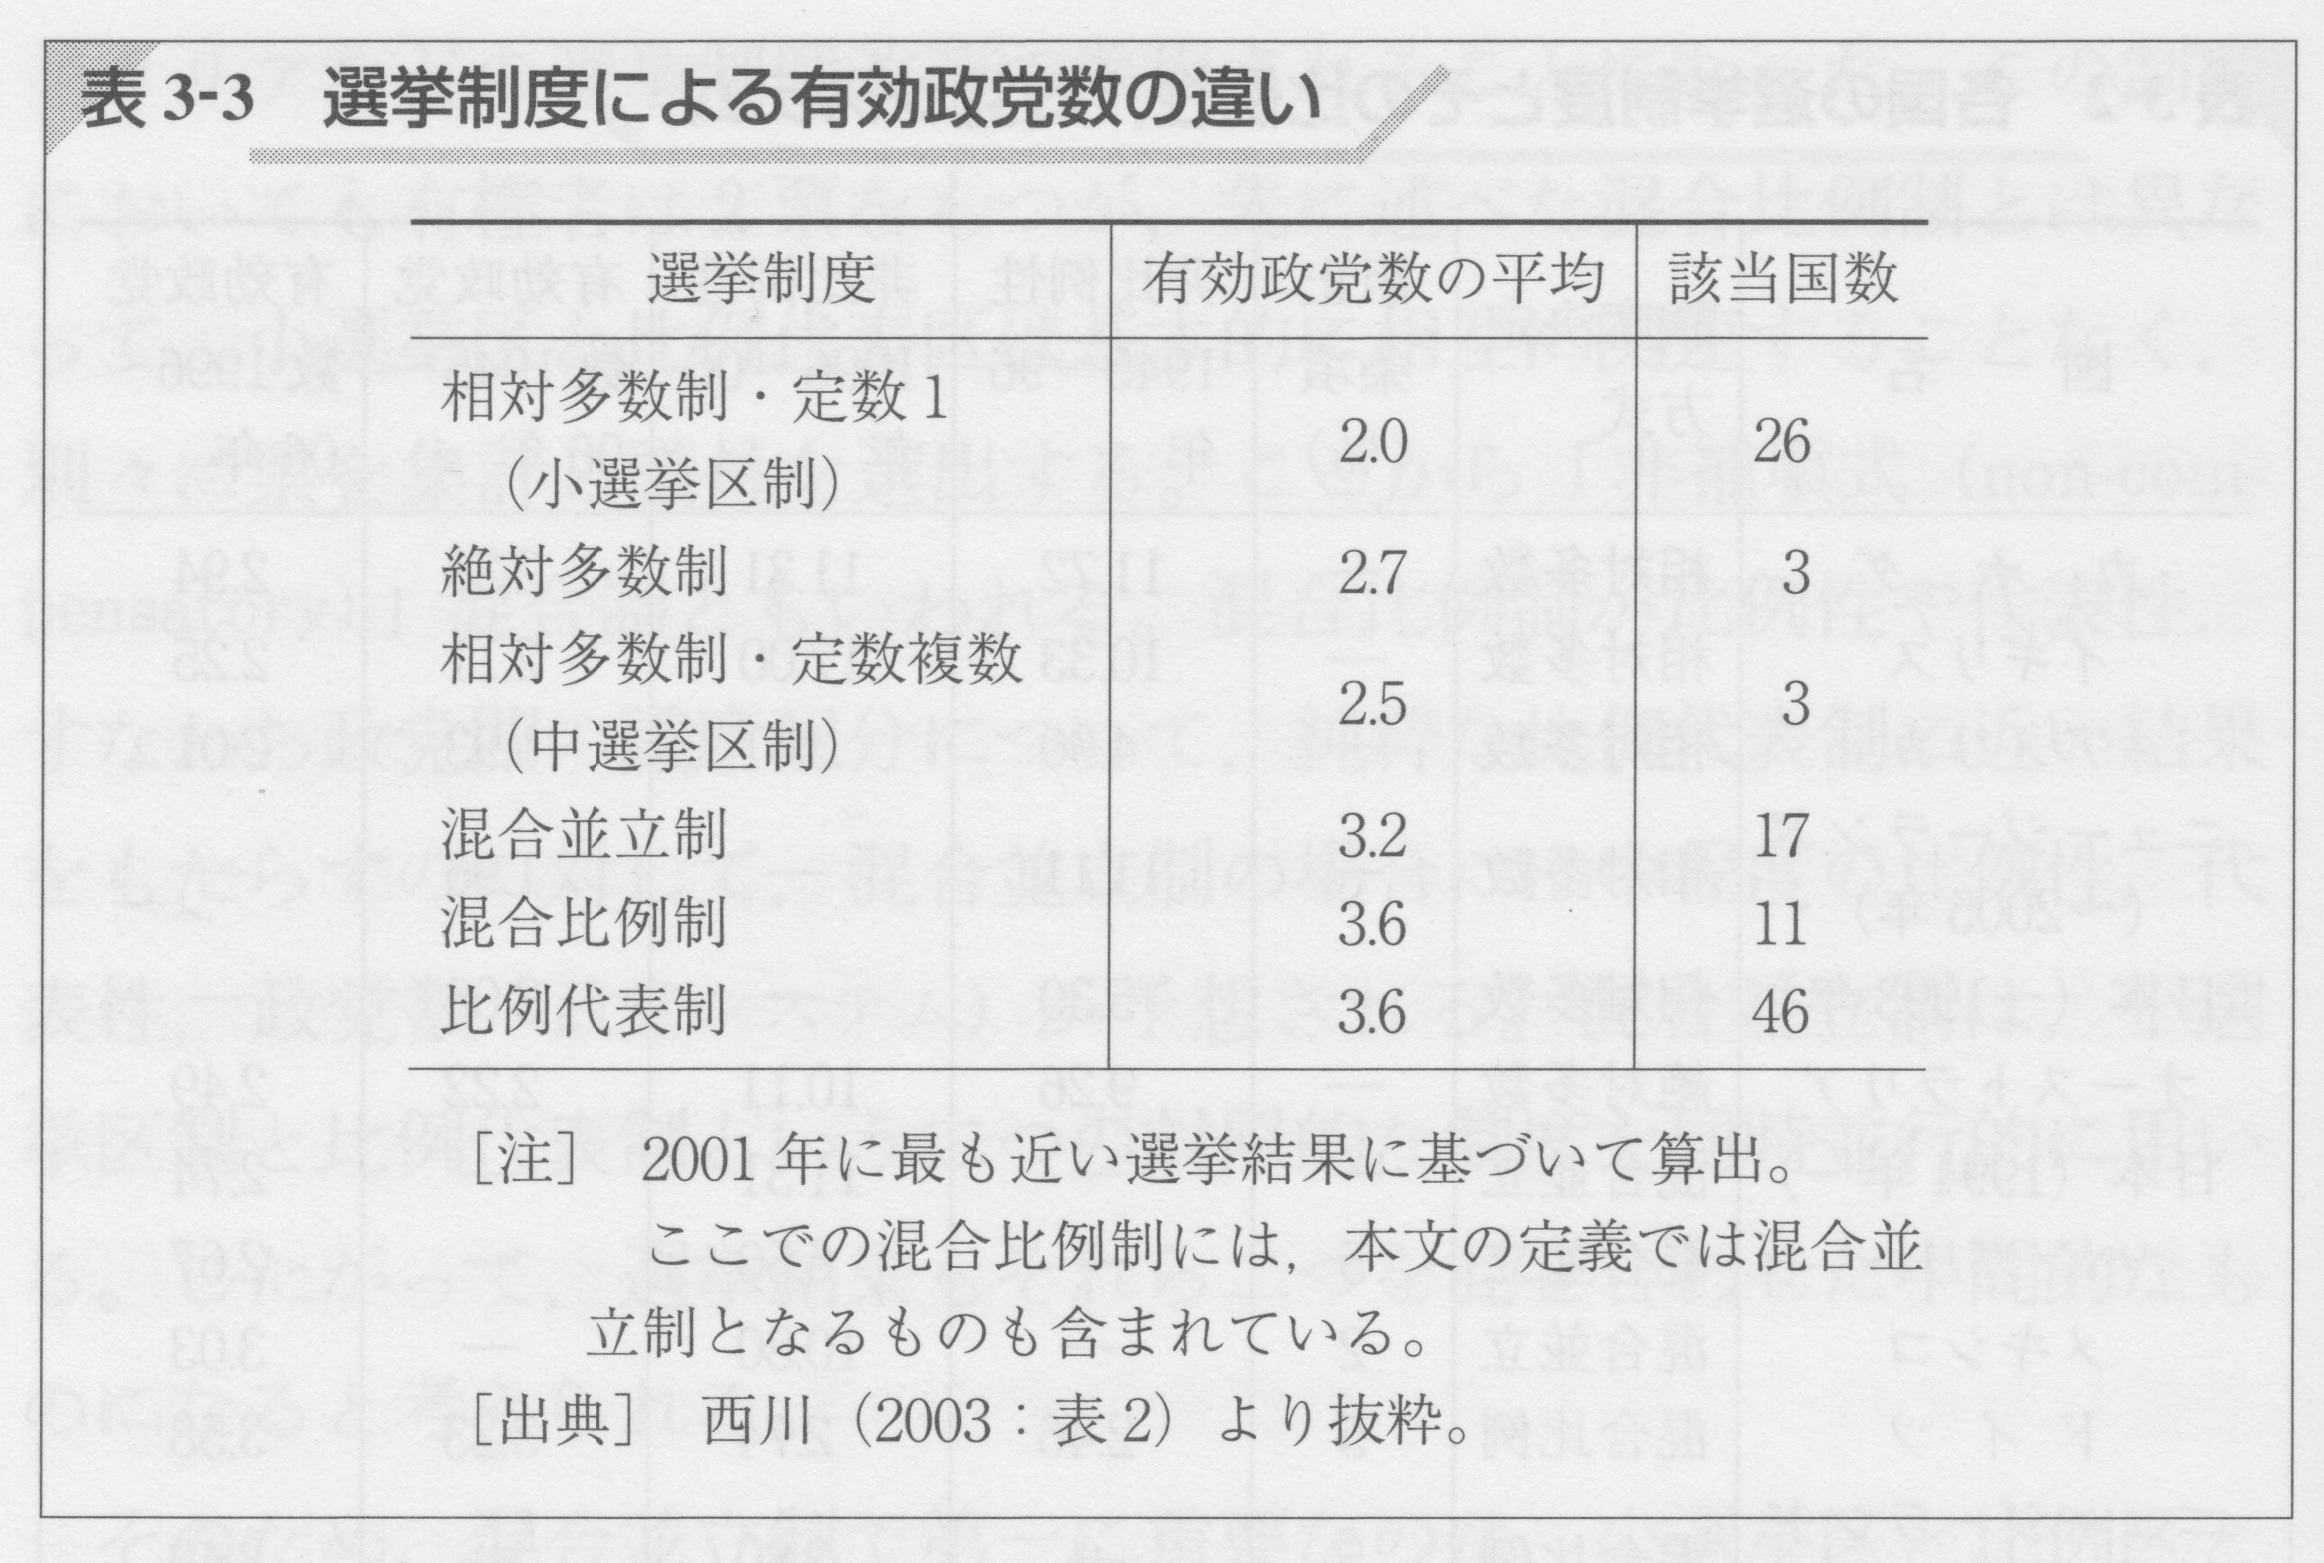 表3-3　選挙制度による有効政党数の違い
選挙制度　有効政党数の平均　該当国数
相対多数制・定数1
（小選挙区制）　2.0　26
絶対多数制　2.7　3
相対多数制・定数複数
（中選挙区制）　2.5　3
混合並立制　3.2　17
混合比例制　3.6　11
比例代表制　3.6　46
［注］　2001年に最も近い選挙結果に基づいて算出。
ここでの混合比例制には，本文の定義では混合並
立制となるものも含まれている。
［出典］　西川（2003：表2）より抜粋。